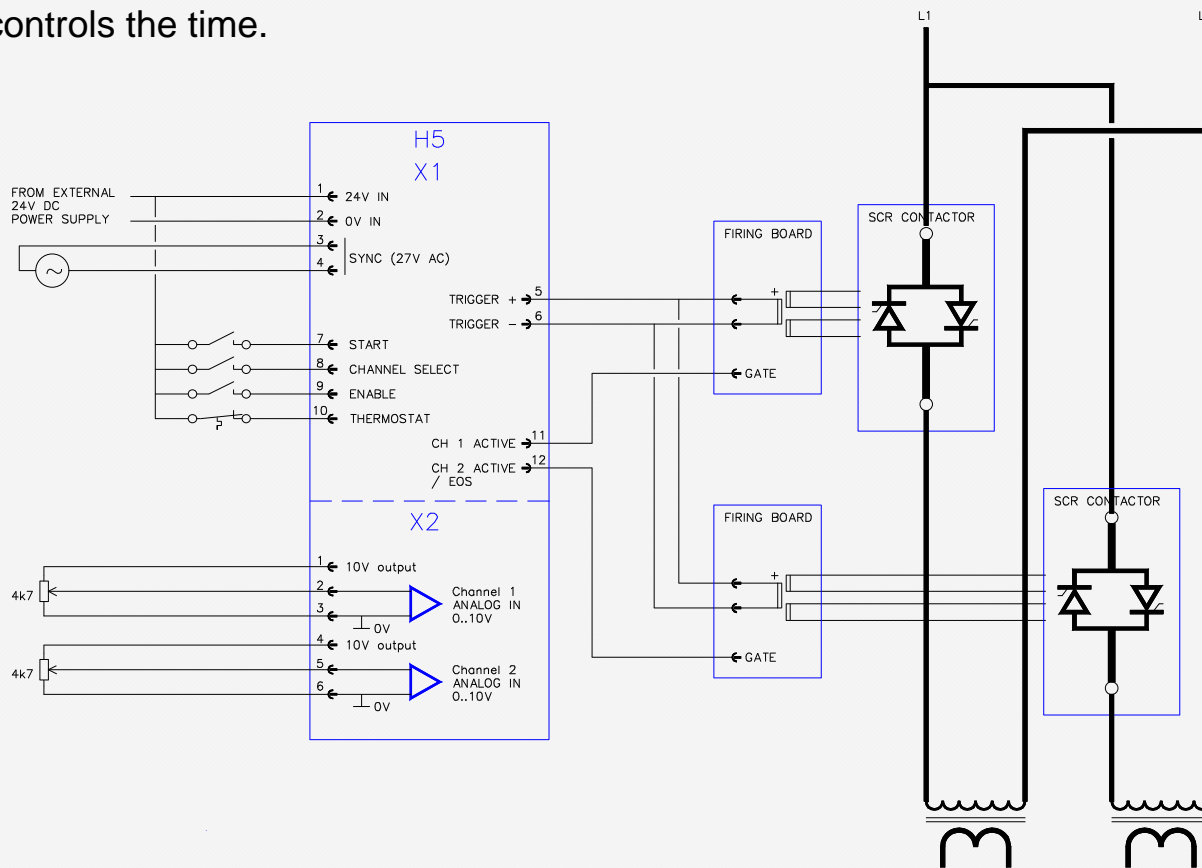 controls the time.
L1
H5
X1
FROM EXTERNAL
24V DC
POWER SUPPLY
1
24V IN
2
0V IN
3
4
SYNC (27V AC)
TRIGGER +
5
TRIGGER -
6
7
START
8
CHANNEL SELECT
9
ENABLE
10
THERMOSTAT
CH 1 ACTIVE
11
CH 2 ACTIVE
/ EOS
12
FIRING BOARD
+
GATE
SCR CONTACTOR
X2
4k7
1
10V output
2
3
0V
Channel 1
ANALOG IN
0..10V
4k7
4
10V output
5
6
0V
Channel 2
ANALOG IN
0..10V
FIRING BOARD
+
GATE
SCR CONTACTOR